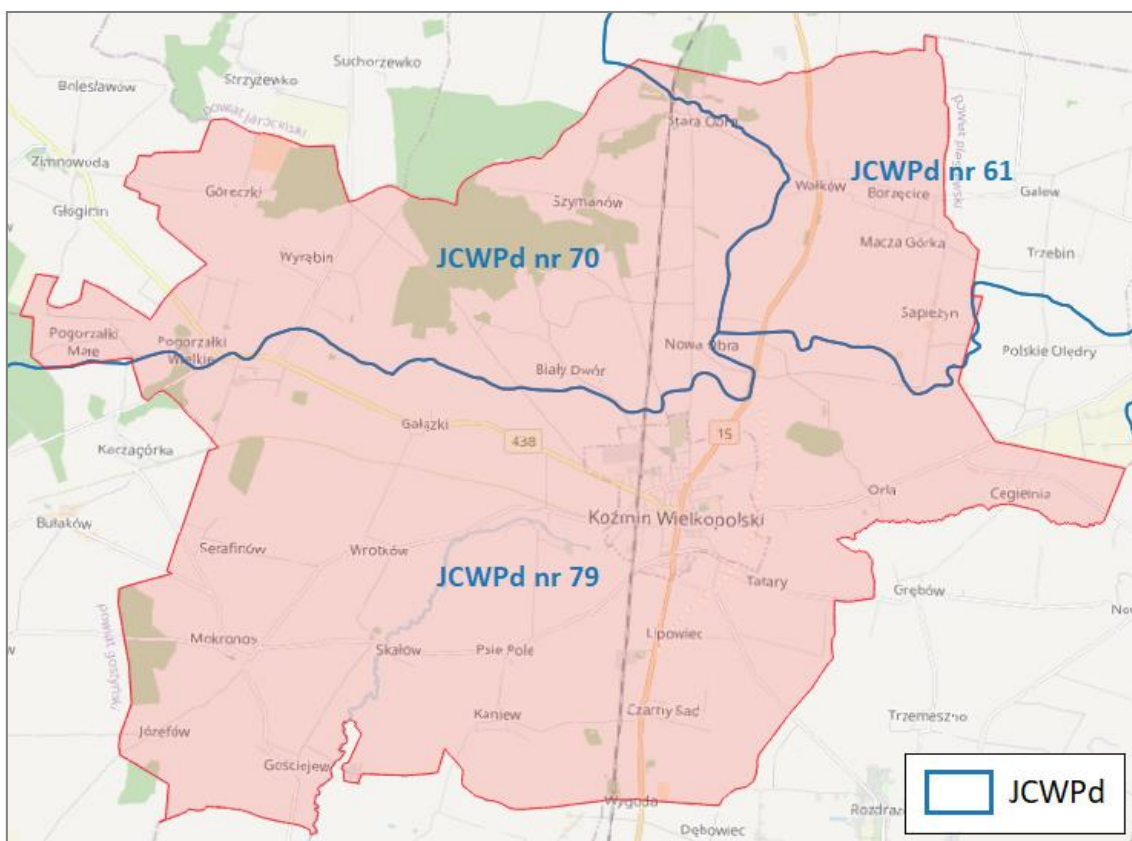 Suchorzewko
Strzyżewko
Bolesławów
powiat jarociński
Stara Obra
JCWPd nr 61
Zimnowoda
powiat pleszewski
Góreczki
Wałków
Borzęcice
Galew
Szymanów
Głoginin
Macza Górka
Trzebin
Wyrębin
JCWPd nr 70
Sapieżyn
Pogorzałki
Małe
Pogorzałki
Wielkie
Nowa Obra
Polskie Olędry
Biały Dwór
Gałązki
438
15
Kaczagórka
Orla
Cegielnia
Bułaków
Koźmin Wielkopolski
Serafinów
Wrotków
JCWPd nr 79
Tatary
Grębów
powiat gostyński
Mokronos
Lipowiec
Skałów
Psie Pole
Kaniew
Czarny Sad
Józefów
Trzemeszno
Gościejew
JCWPd
Wygoda
Rozdraże
Dębowiec